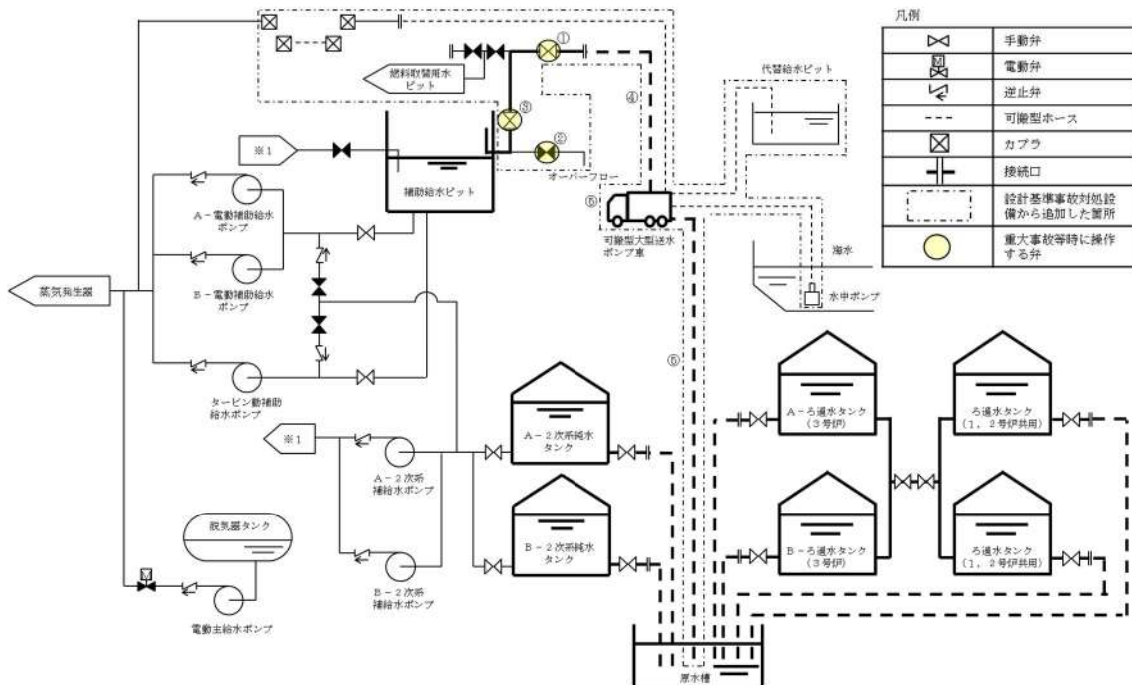 凡例
手動弁
電動弁
逆止弁
可搬型ホース
カプラ
接続口
設計基準事故対処設
備から追加した箇所
重大事故等時に操作
する弁
M
①
燃料取替用水
ピット
③
②
④
⑤
オーバーフロー
代替給水ピット
※1
補助給水ピット
可搬型大型送水
ポンプ車
海水
水中ポンプ
A-電動補助給水
ポンプ
B-電動補助給水
ポンプ
蒸気発生器
タービン動補助
給水ポンプ
⑥
※1
A-2次系
補給水ポンプ
B-2次系
補給水ポンプ
A-2次系純水
タンク
B-2次系純水
タンク
A-ろ過水タンク
(3号炉)
ろ過水タンク
(1,2号炉共用)
B-ろ過水タンク
(3号炉)
ろ過水タンク
(1,2号炉共用)
脱気器タンク
M
電動主給水ポンプ
原水槽